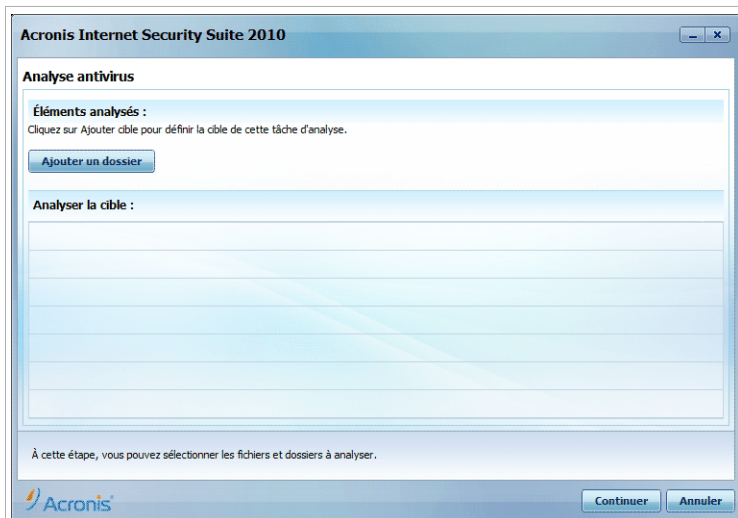 Acronis Internet Security Suite 2010
Analyse antivirus
Éléments analysés :
Cliquez sur Ajouter cible pour définir la cible de cette tâche d'analyse.
Ajouter un dossier
Analyser la cible :
À cette étape, vous pouvez sélectionner les fichiers et dossiers à analyser.
Acronis
Continuer
Annuler